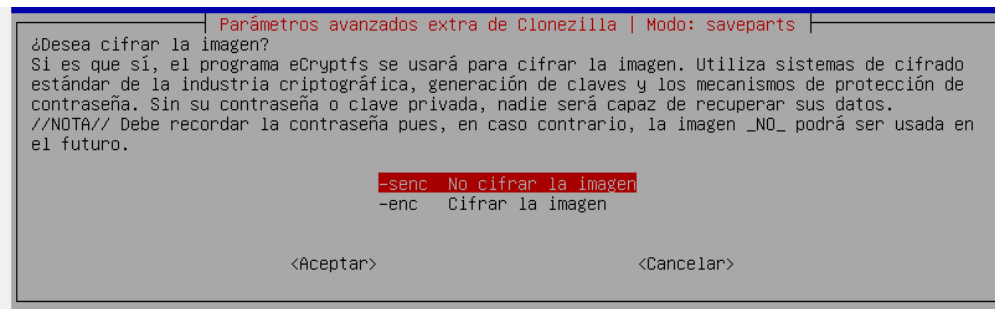 Parámetros avanzados extra de Clonezilla | Modo: saveparts
¿Desea cifrar la imagen?
Si es que sí, el programa eCryptfs se usará para cifrar la imagen. Utiliza sistemas de cifrado
estándar de la industria criptográfica, generación de claves y los mecanismos de protección de
contraseña. Sin su contraseña o clave privada, nadie será capaz de recuperar sus datos.
//NOTA// Debe recordar la contraseña pues, en caso contrario, la imagen _NO_ podrá ser usada en
el futuro.
-senc No cifrar la imagen
-enc Cifrar la imagen
<Aceptar> <Cancelar>